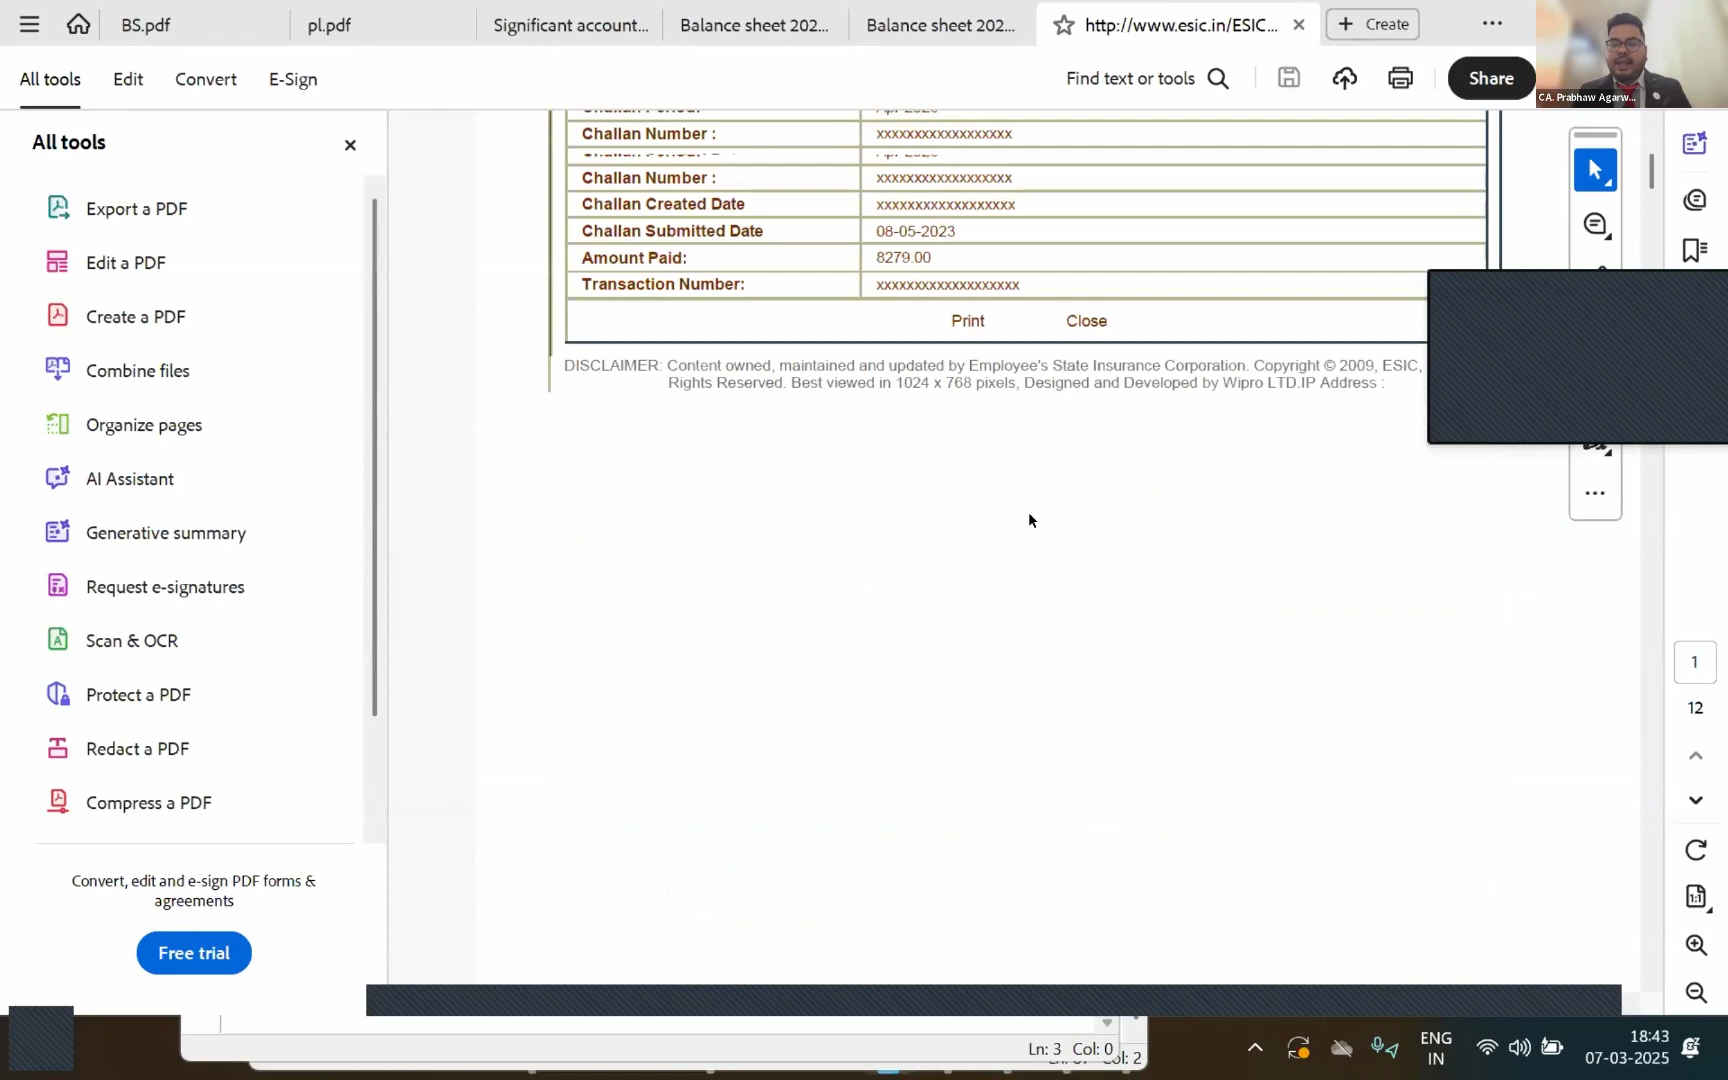 BS.pdf
pl.pdf
Significant account...
Balance sheet 202...
Balance sheet 202...
http://www.esic.in/ESIC...
Create
All tools
Edit
Convert
E-Sign
Find text or tools
Share
CA. Prabhaw Agarw...
All tools
Export a PDF
Edit a PDF
Create a PDF
Combine files
Organize pages
AI Assistant
Generative summary
Request e-signatures
Scan & OCR
Protect a PDF
Redact a PDF
Compress a PDF
Convert, edit and e-sign PDF forms &
agreements
Free trial
Challan Number : xxxxxxxxxxxxxxxxxx
Challan Number : xxxxxxxxxxxxxxxxxx
Challan Created Date xxxxxxxxxxxxxxxxxx
Challan Submitted Date 08-05-2023
Amount Paid: 8279.00
Transaction Number: xxxxxxxxxxxxxxxxxxx
Print Close
DISCLAIMER: Content owned, maintained and updated by Employee's State Insurance Corporation. Copyright © 2009, ESIC,
Rights Reserved. Best viewed in 1024 x 768 pixels, Designed and Developed by Wipro LTD.IP Address :
1
12
Ln: 3 Col: 0
Col: 2
ENG
IN
18:43
07-03-2025